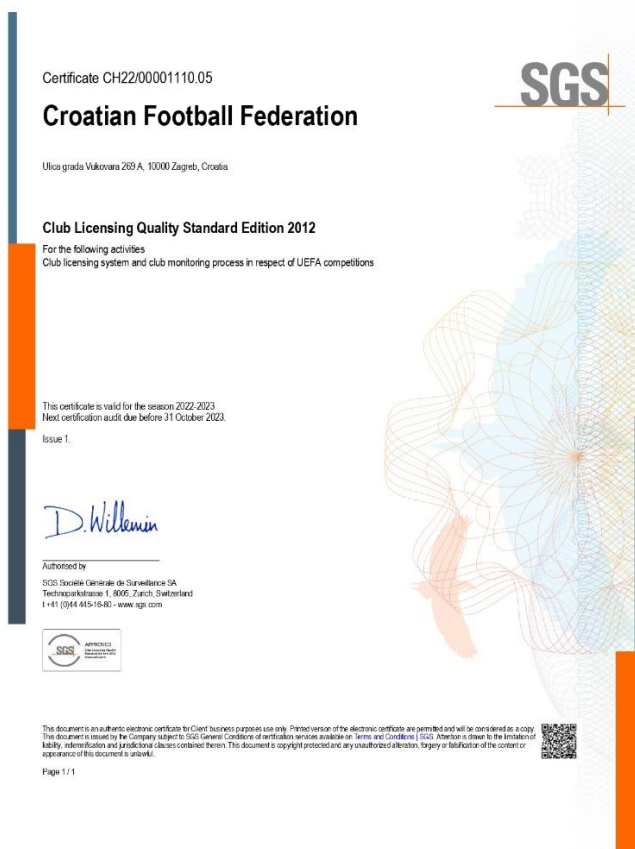 Certificate CH22/00001110.05
SGS
Croatian Football Federation
Ulica grada Vukovara 269 A, 10000 Zagreb, Croatia
Club Licensing Quality Standard Edition 2012
For the following activities
Club licensing system and club monitoring process in respect of UEFA competitions
This certificate is valid for the season 2022-2023
Next certification audit due before 31 October 2023.
Issue 1.
D. Willemin
Authorised by
SGS Société Générale de Surveillance SA
Technoparkstrasse 1, 8005, Zurich, Switzerland
t +41 (0)44 445-16-80 - www.sgs.com
SGS
APPROVED
This document is an authentic electronic certificate for Client' business purposes use only. Printed version of the electronic certificate are permitted and will be considered as a copy.
This document is issued by the Company subject to SGS General Conditions of certification services available on Terms and Conditions | SGS. Attention is drawn to the limitation of
liability, indemnification and jurisdictional clauses contained therein. This document is copyright protected and any unauthorized alteration, forgery or falsification of the content or
appearance of this document is unlawful.
Page 1 / 1